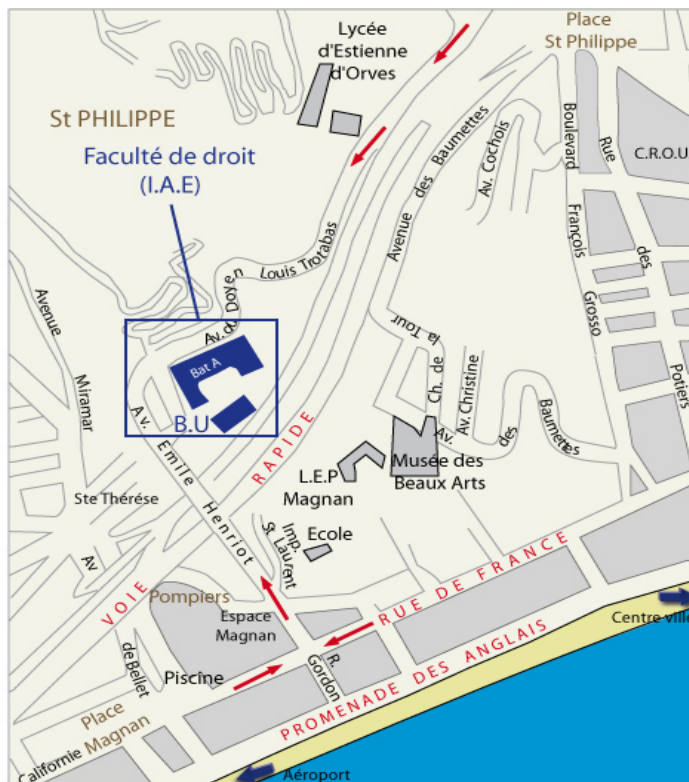 Place
St Philippe
Lycée
d'Estienne
d'Orves
St PHILIPPE
Faculté de droit
(I.A.E)
Boulevard
François
Grosso
Rue
des
Potiers
C.R.O.U
Avenue
des
Baumettes
Av. Cochois
Av. du Doyen
Louis Trotabas
Avenue
Miramar
Bat A
B.U
la Tour
Ch. de
Av. Christine
Av.
des
Baumettes
Av. Emile Henriot
VOIE
RAPIDE
Musée des
Beaux Arts
L.E.P
Magnan
Ste Thérése
Ecole
Imp.
St. Laurent
Av
de Bellet
Pompiers
Espace
Magnan
RUE DE FRANCE
Centre ville
PROMENADE DES ANGLAIS
R.
Gordon
Piscîne
Place
Magnan
Californie
Aéroport